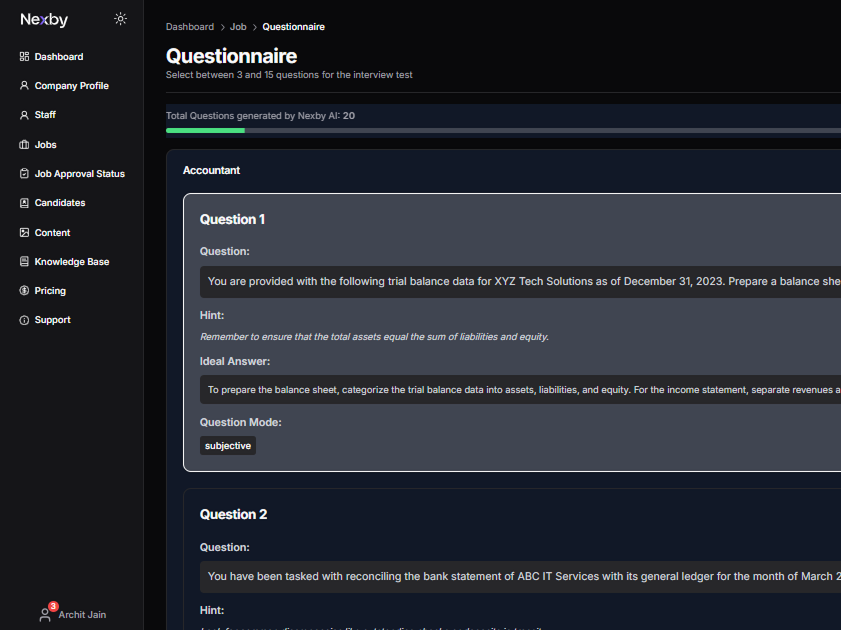 Nexby
Dashboard
Company Profile
Staff
Jobs
Job Approval Status
Candidates
Content
Knowledge Base
Pricing
Support
3
Archit Jain
Dashboard > Job > Questionnaire
Questionnaire
Select between 3 and 15 questions for the interview test
Total Questions generated by Nexby AI: 20
Accountant
Question 1
Question:
You are provided with the following trial balance data for XYZ Tech Solutions as of December 31, 2023. Prepare a balance she
Hint:
Remember to ensure that the total assets equal the sum of liabilities and equity.
Ideal Answer:
To prepare the balance sheet, categorize the trial balance data into assets, liabilities, and equity. For the income statement, separate revenues a
Question Mode:
subjective
Question 2
Question:
You have been tasked with reconciling the bank statement of ABC IT Services with its general ledger for the month of March 2
Hint: